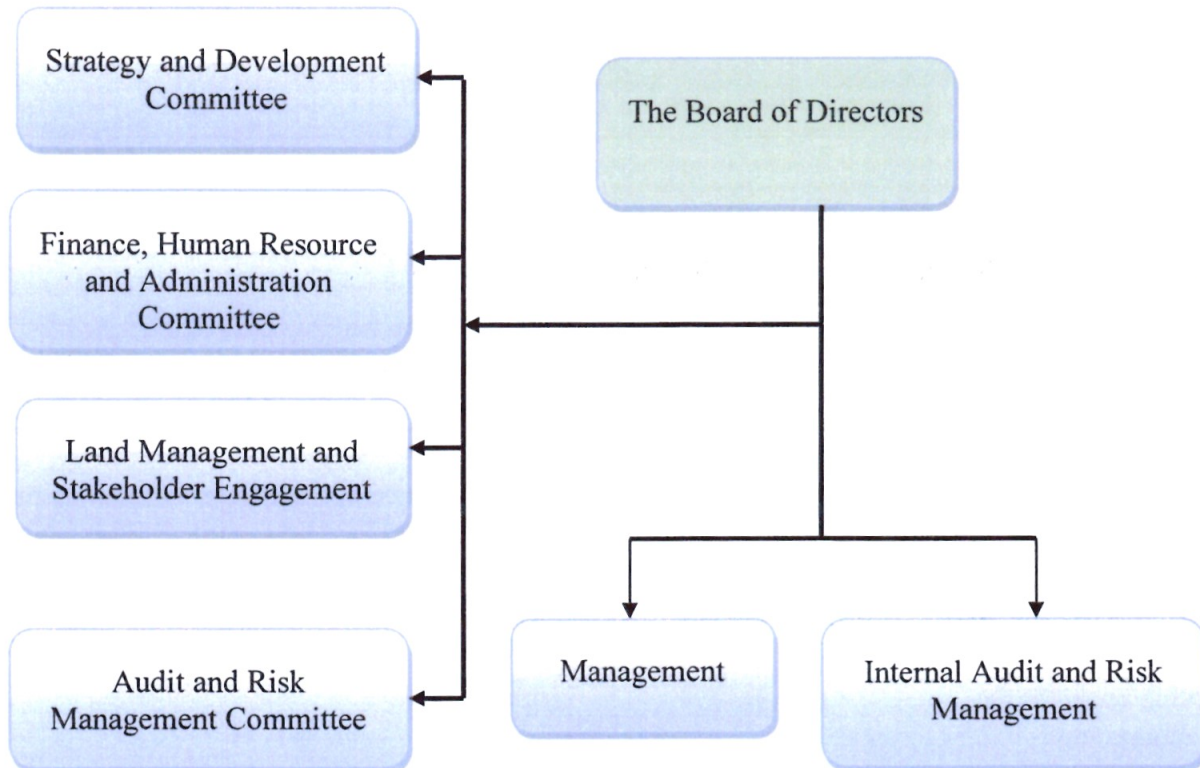 Strategy and Development
Committee
The Board of Directors
Finance, Human Resource
and Administration
Committee
Land Management and
Stakeholder Engagement
Audit and Risk
Management Committee
Management
Internal Audit and Risk
Management